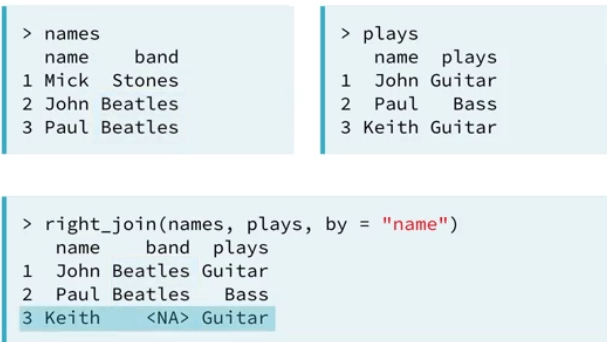 > names
  name    band
1 Mick  Stones
2 John Beatles
3 Paul Beatles
> plays
   name  plays
1  John Guitar
2  Paul   Bass
3 Keith Guitar
> right_join(names, plays, by = "name")
   name    band  plays
1  John Beatles Guitar
2  Paul Beatles   Bass
3 Keith    <NA> Guitar